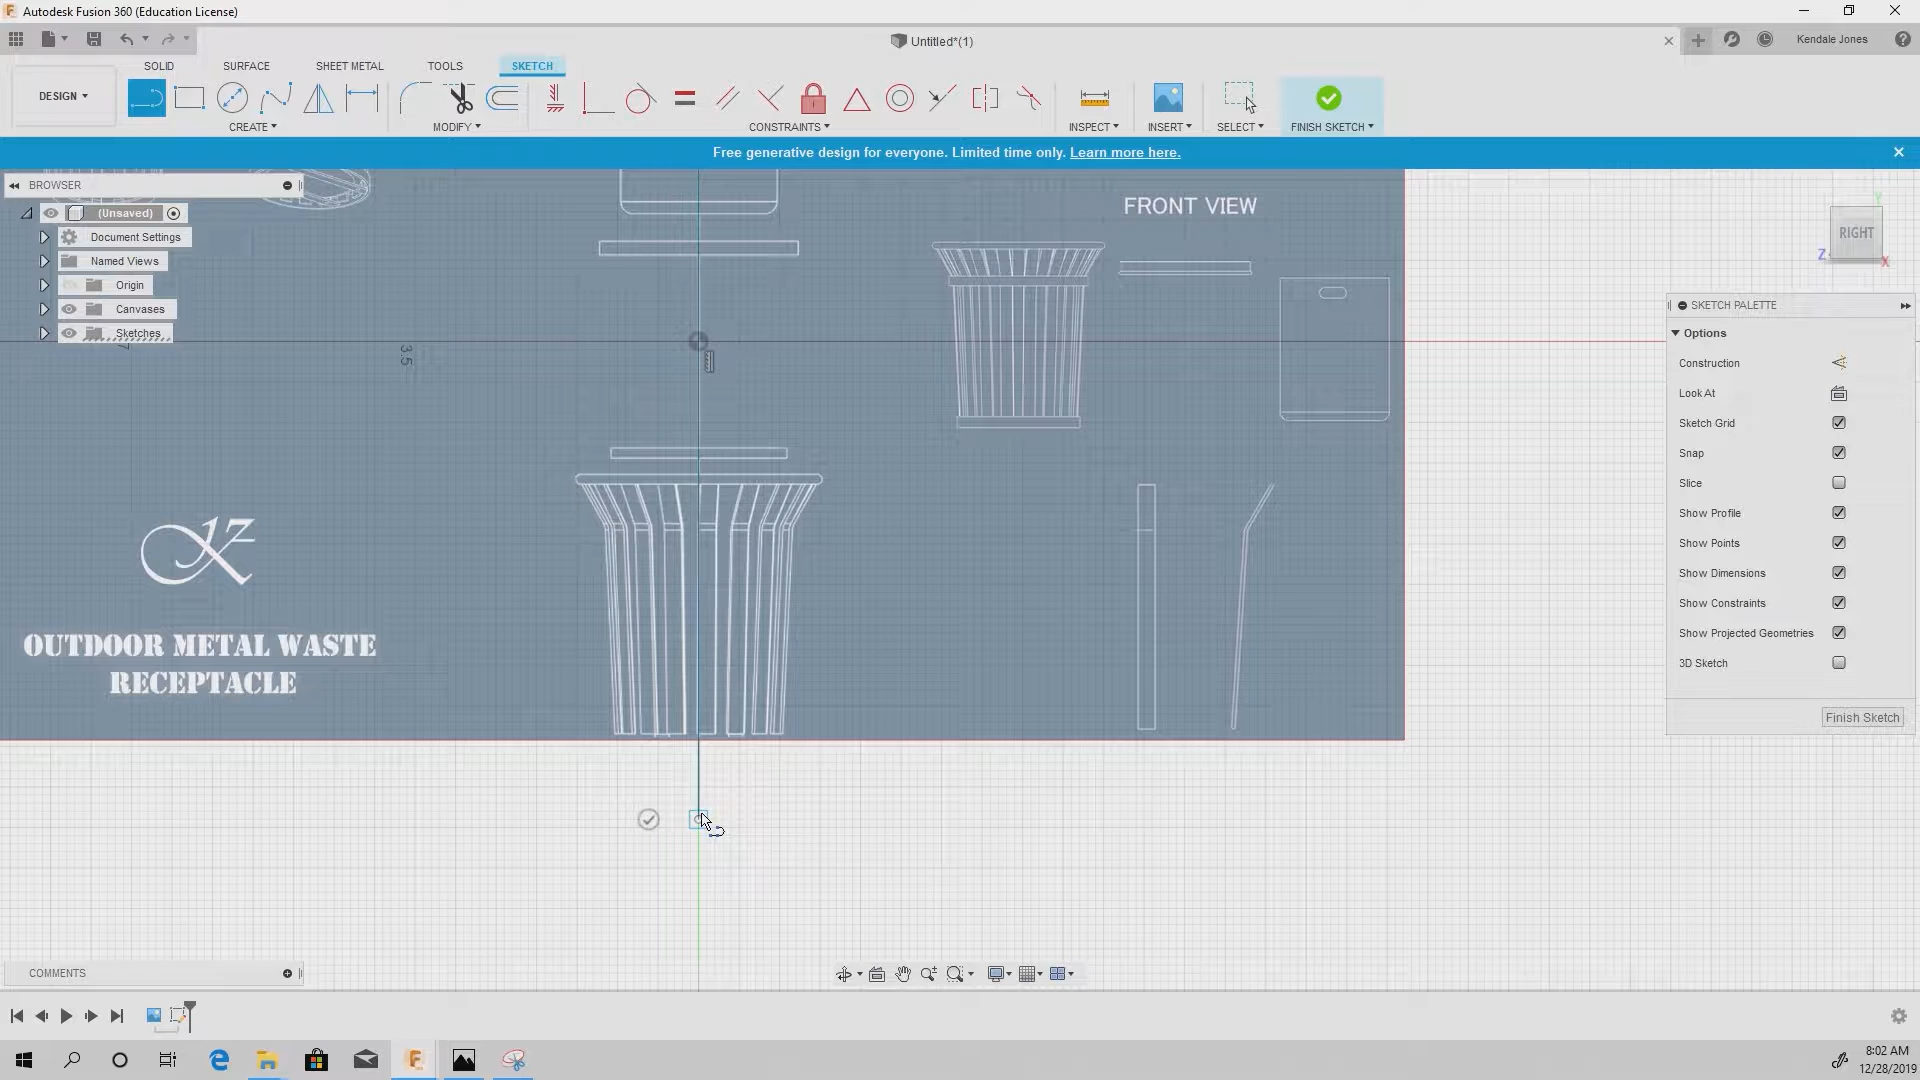 Autodesk Fusion 360 (Education License)
Untitled*(1)
Kendale Jones
SOLID
SURFACE
SHEET METAL
TOOLS
SKETCH
DESIGN
CREATE
MODIFY
CONSTRAINTS
INSPECT
INSERT
SELECT
FINISH SKETCH
Free generative design for everyone. Limited time only. Learn more here.
BROWSER
(Unsaved)
Document Settings
Named Views
Origin
Canvases
Sketches
FRONT VIEW
RIGHT
Y
Z
X
7
3.5
SKETCH PALETTE
Options
Construction
Look At
Sketch Grid
Snap
Slice
Show Profile
Show Points
Show Dimensions
Show Constraints
Show Projected Geometries
3D Sketch
Finish Sketch
OUTDOOR METAL WASTE
RECEPTACLE
COMMENTS
8:02 AM
12/28/2019